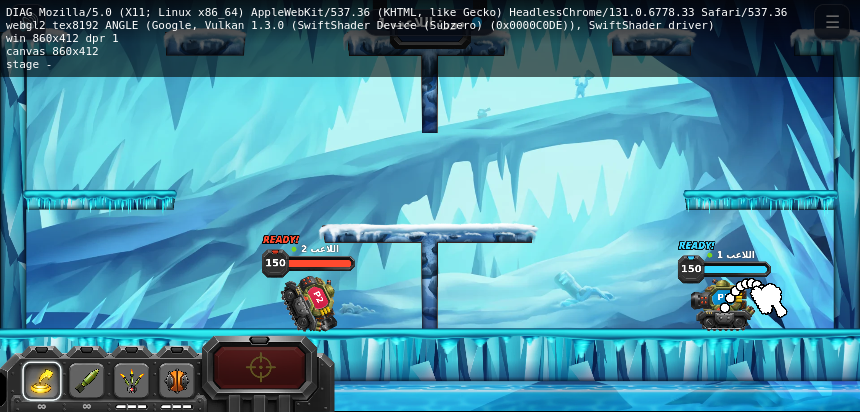 DIAG Mozilla/5.0 (X11; Linux x86_64) AppleWebKit/537.36 (KHTML, like Gecko) HeadlessChrome/131.0.6778.33 Safari/537.36
webgl2 tex8192 ANGLE (Google, Vulkan 1.3.0 (SwiftShader Device (Subzero) (0x0000C0DE)), SwiftShader driver)
win 860x412 dpr 1
canvas 860x412
stage -
READY!
اللاعب 2
150
READY!
اللاعب 1
150
P2
P
∞
∞